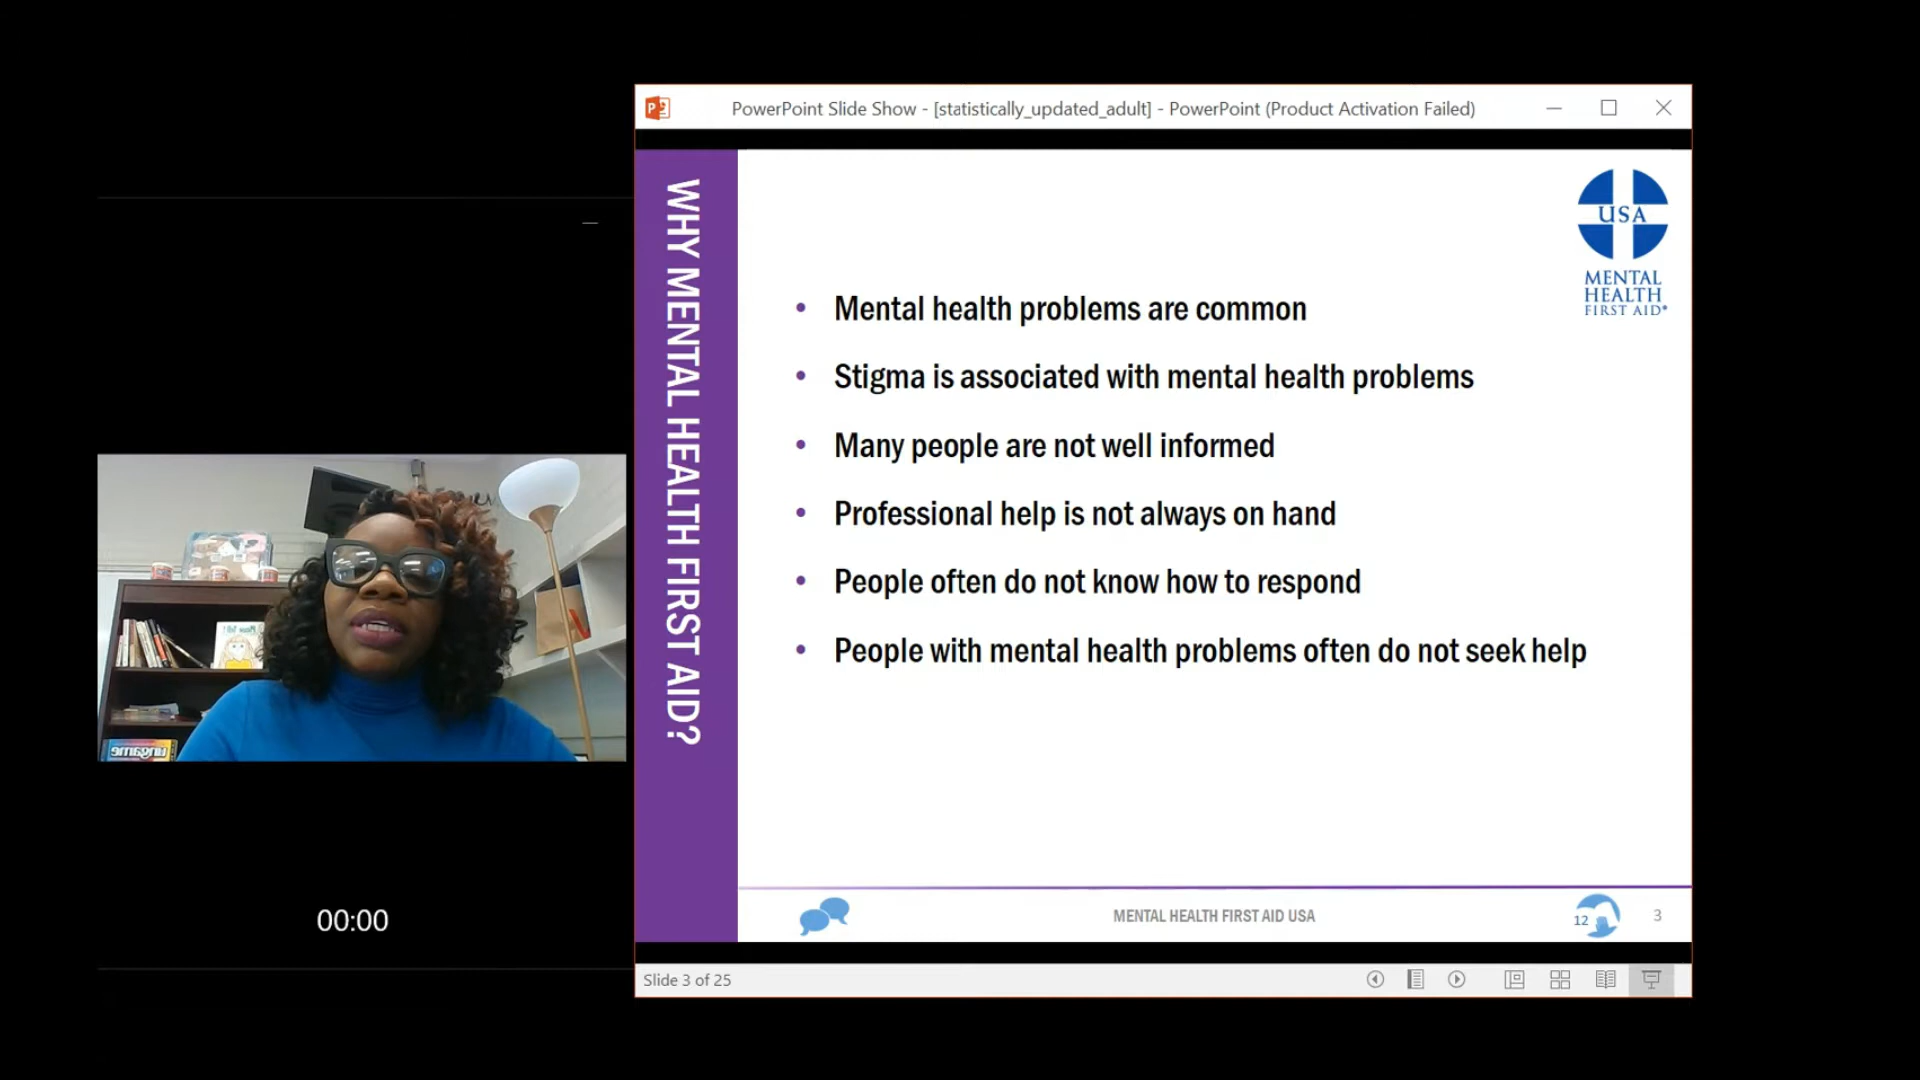 PowerPoint Slide Show - [statistically_updated_adult] - PowerPoint (Product Activation Failed)
WHY MENTAL HEALTH FIRST AID?
USA
MENTAL
HEALTH
FIRST AID®
• Mental health problems are common
• Stigma is associated with mental health problems
• Many people are not well informed
• Professional help is not always on hand
• People often do not know how to respond
• People with mental health problems often do not seek help
ungame
00:00
MENTAL HEALTH FIRST AID USA
12
3
Slide 3 of 25